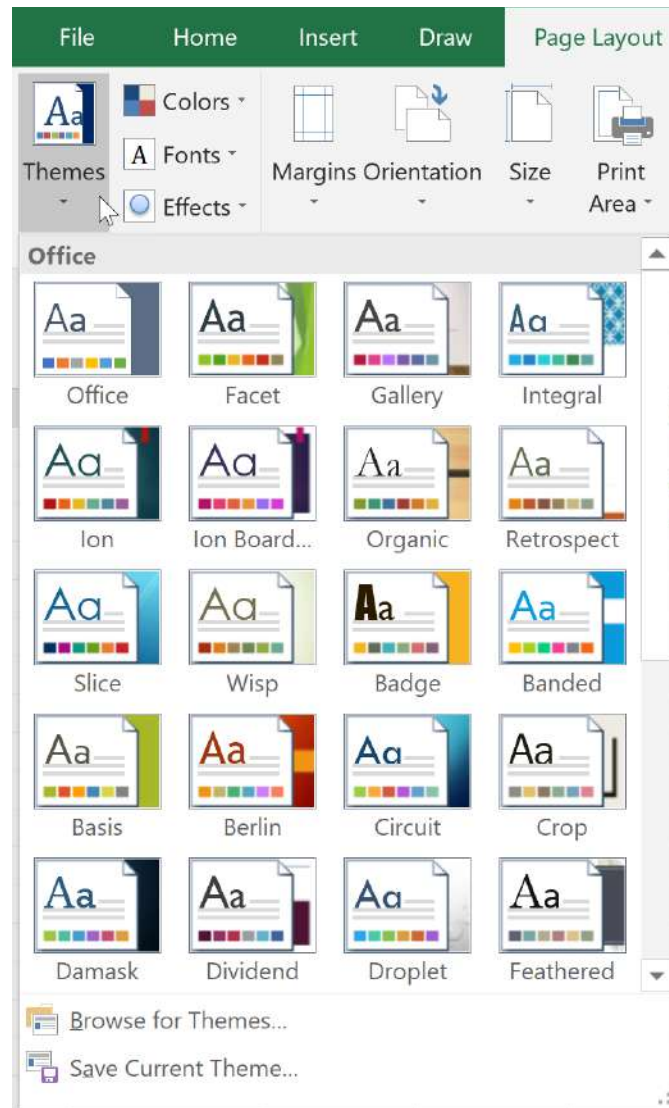 File Home Insert Draw Page Layout
Aa Colors
A Fonts
Themes Margins Orientation Size Print
Effects Area
Office
Aa Aa Aa Aa
Office Facet Gallery Integral
Aa Aa Aa Aa
Ion Ion Board... Organic Retrospect
Aa Aa Aa Aa
Slice Wisp Badge Banded
Aa Aa Aa Aa
Basis Berlin Circuit Crop
Aa Aa Aa Aa
Damask Dividend Droplet Feathered
Browse for Themes...
Save Current Theme...